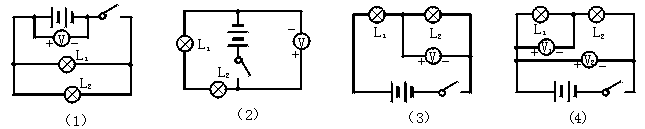 + V -
L₁
L₂
(1)
L₁
L₂
-
V
+
(2)
L₁ L₂
+ V -
(3)
L₁ L₂
+ V₁ -
+ V₂ -
(4)